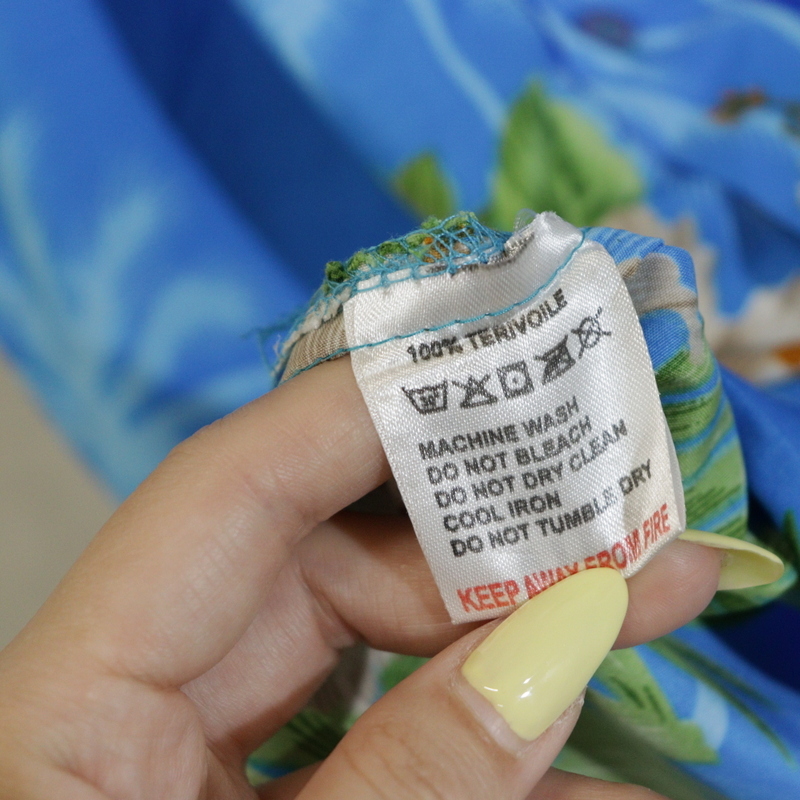 100% TERIVOILE
MACHINE WASH
DO NOT BLEACH
DO NOT DRY CLEAN
COOL IRON
DO NOT TUMBLE DRY
KEEP AWAY FROM FIRE